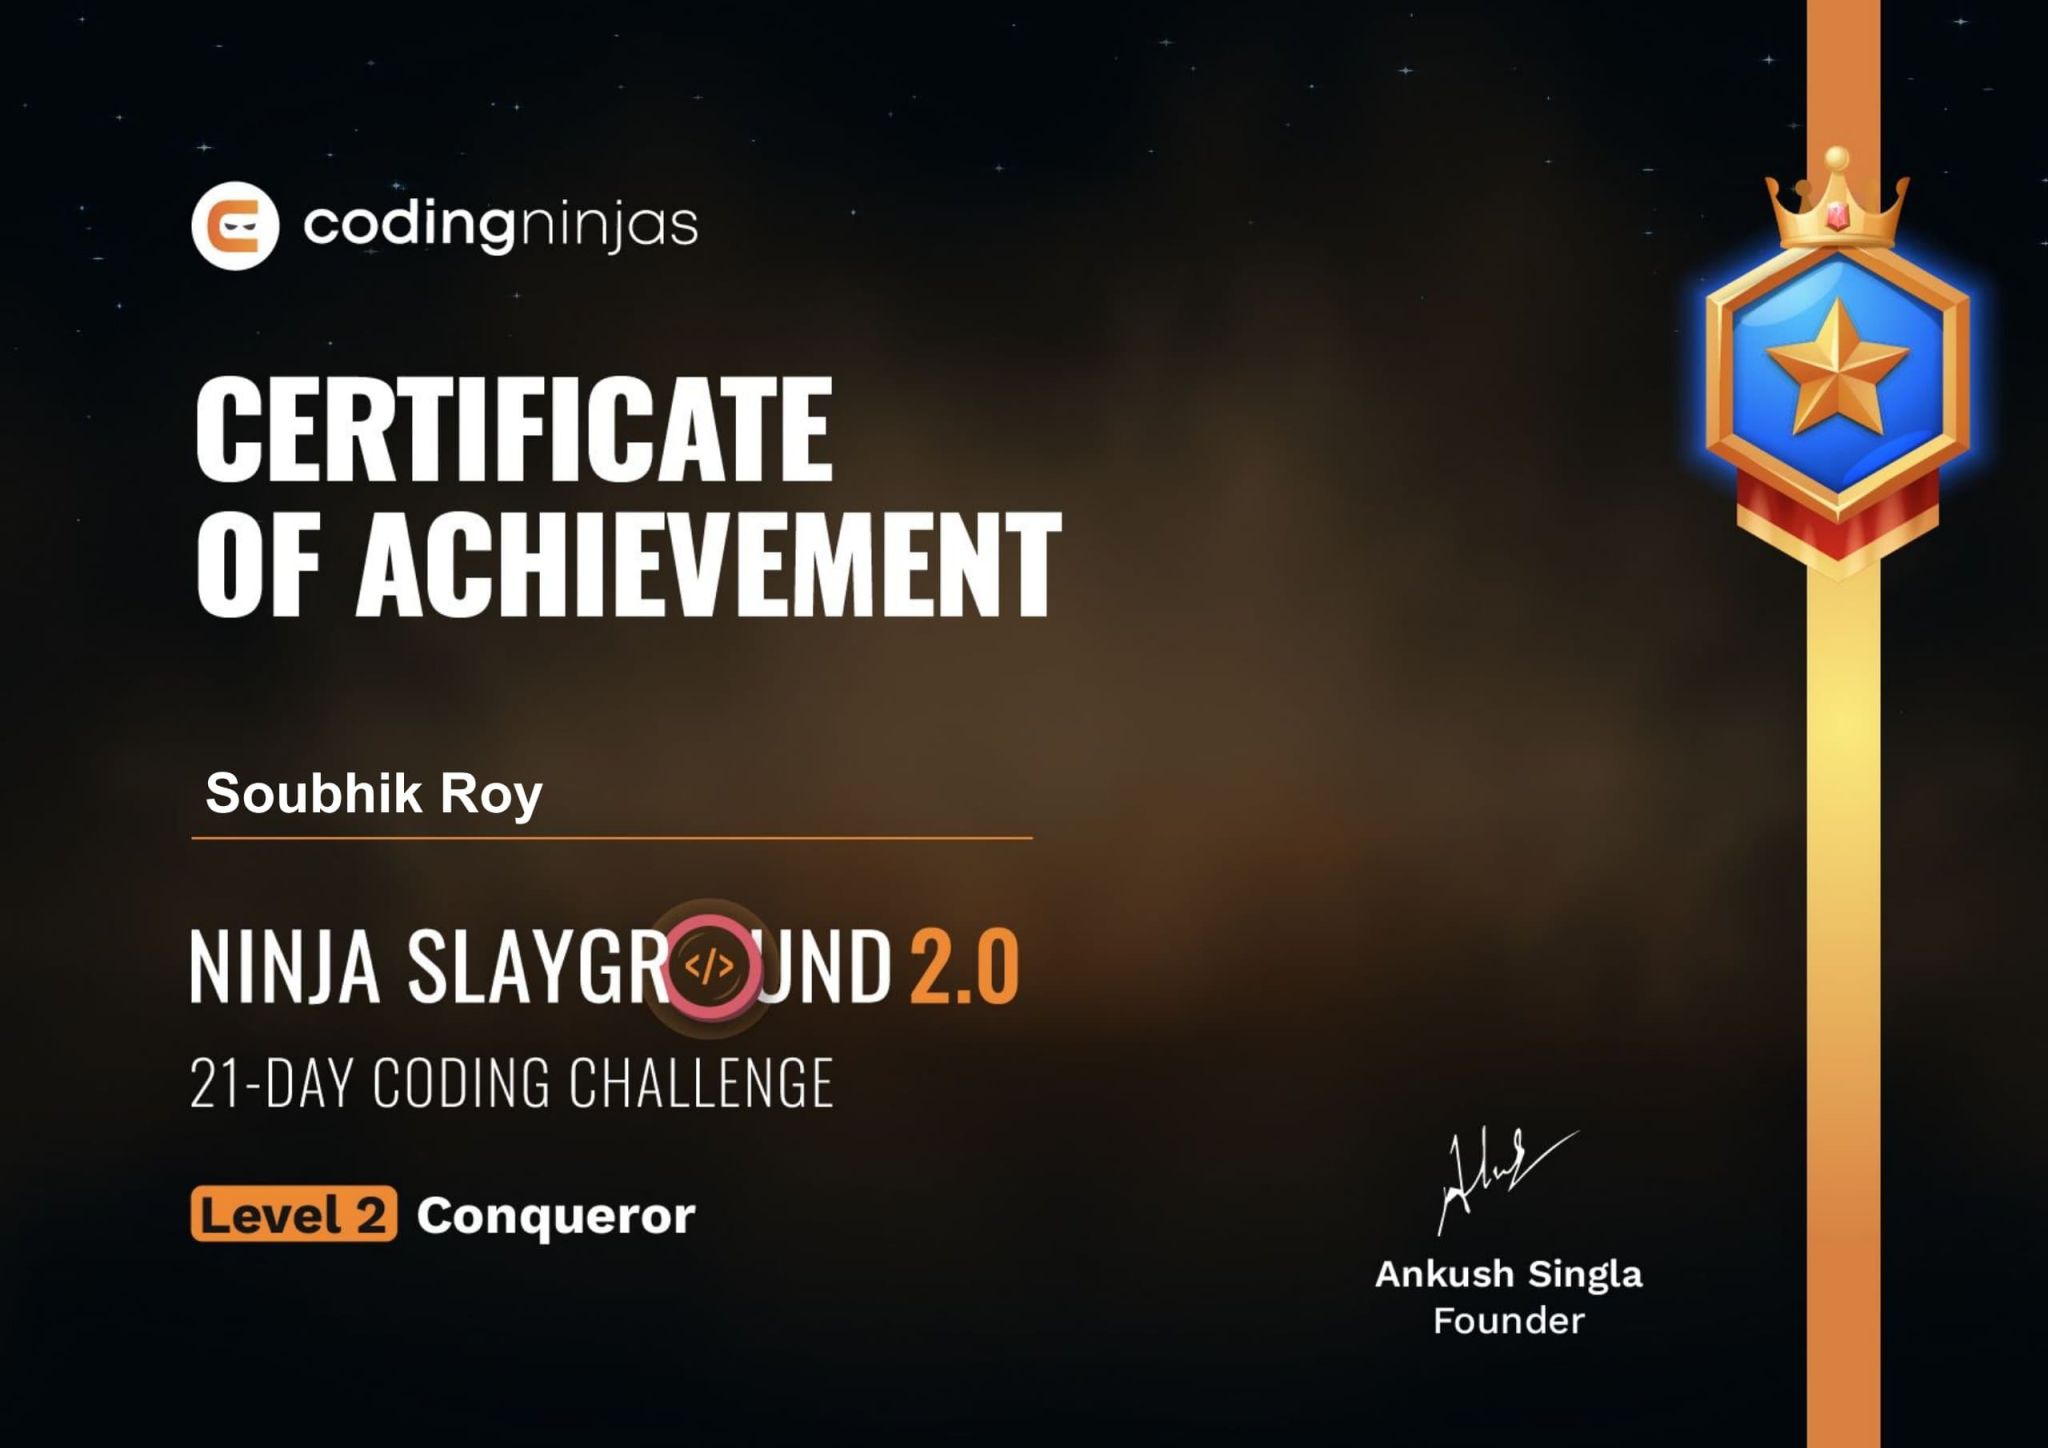 codingninjas
CERTIFICATE
OF ACHIEVEMENT
Soubhik Roy
NINJA SLAYGROUND 2.0
21-DAY CODING CHALLENGE
Level 2 Conqueror
Ankush Singla
Founder